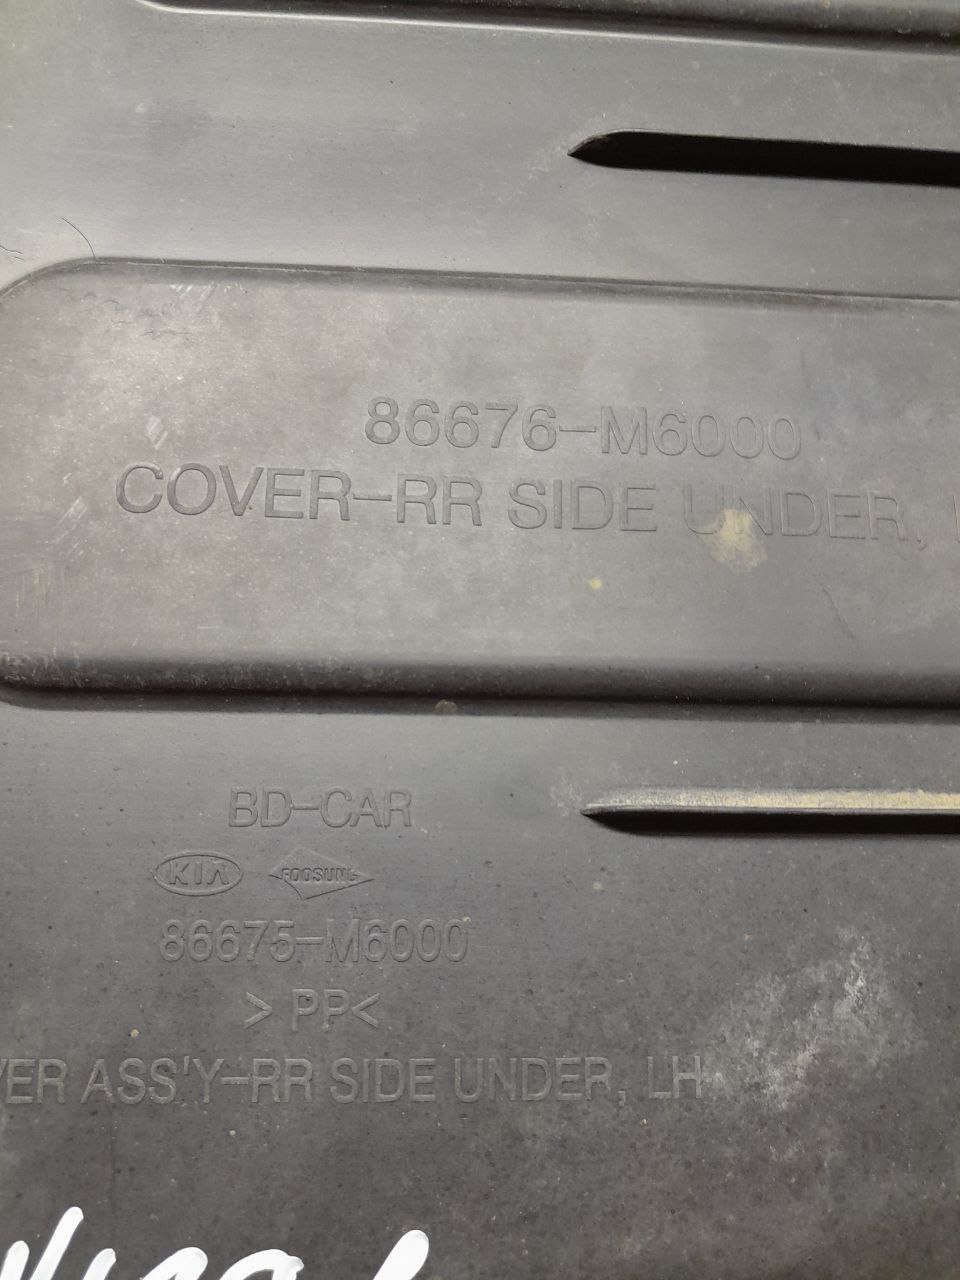 86676-M6000
COVER-RR SIDE UNDER,
BD-CAR
KIA FOOSUNG
86675-M6000
>PP<
VER ASS'Y-RR SIDE UNDER, LH